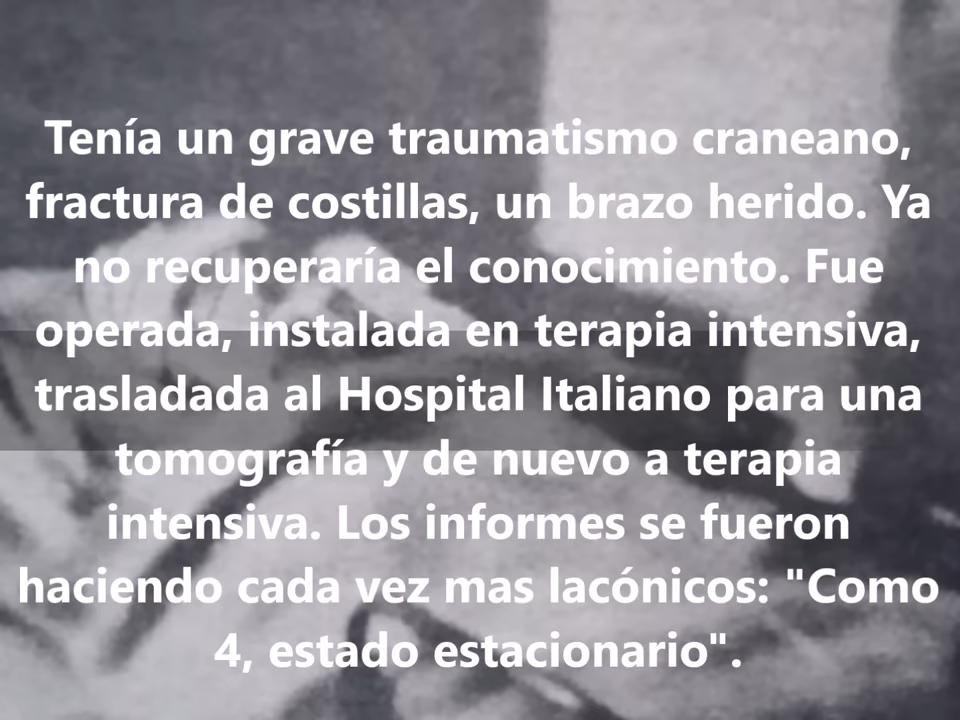 Tenía un grave traumatismo craneano,
fractura de costillas, un brazo herido. Ya
no recuperaría el conocimiento. Fue
operada, instalada en terapia intensiva,
trasladada al Hospital Italiano para una
tomografía y de nuevo a terapia
intensiva. Los informes se fueron
haciendo cada vez mas lacónicos: "Como
4, estado estacionario".